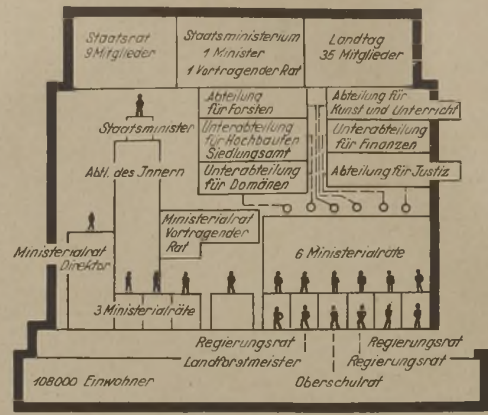 Staatsrat
9 Mitglieder
Staatsministerium
1 Minister
1 Vortragender Rat
Landtag
35 Mitglieder
Staatsminister
Abteilung
für Forsten
Unterabteilung
für Hochbauten
Siedlungsamt
Unterabteilung
für Domänen
Abteilung für
Kunst und Unterricht
Unterabteilung
für Finanzen
Abteilung für Justiz
Abtl. des Innern
Ministerialrat
Direktor
Ministerialrat
Vortragender
Rat
6 Ministerialräte
3 Ministerialräte
Regierungsrat
Landforstmeister
Oberschulrat
Regierungsrat
Regierungsrat
108000 Einwohner